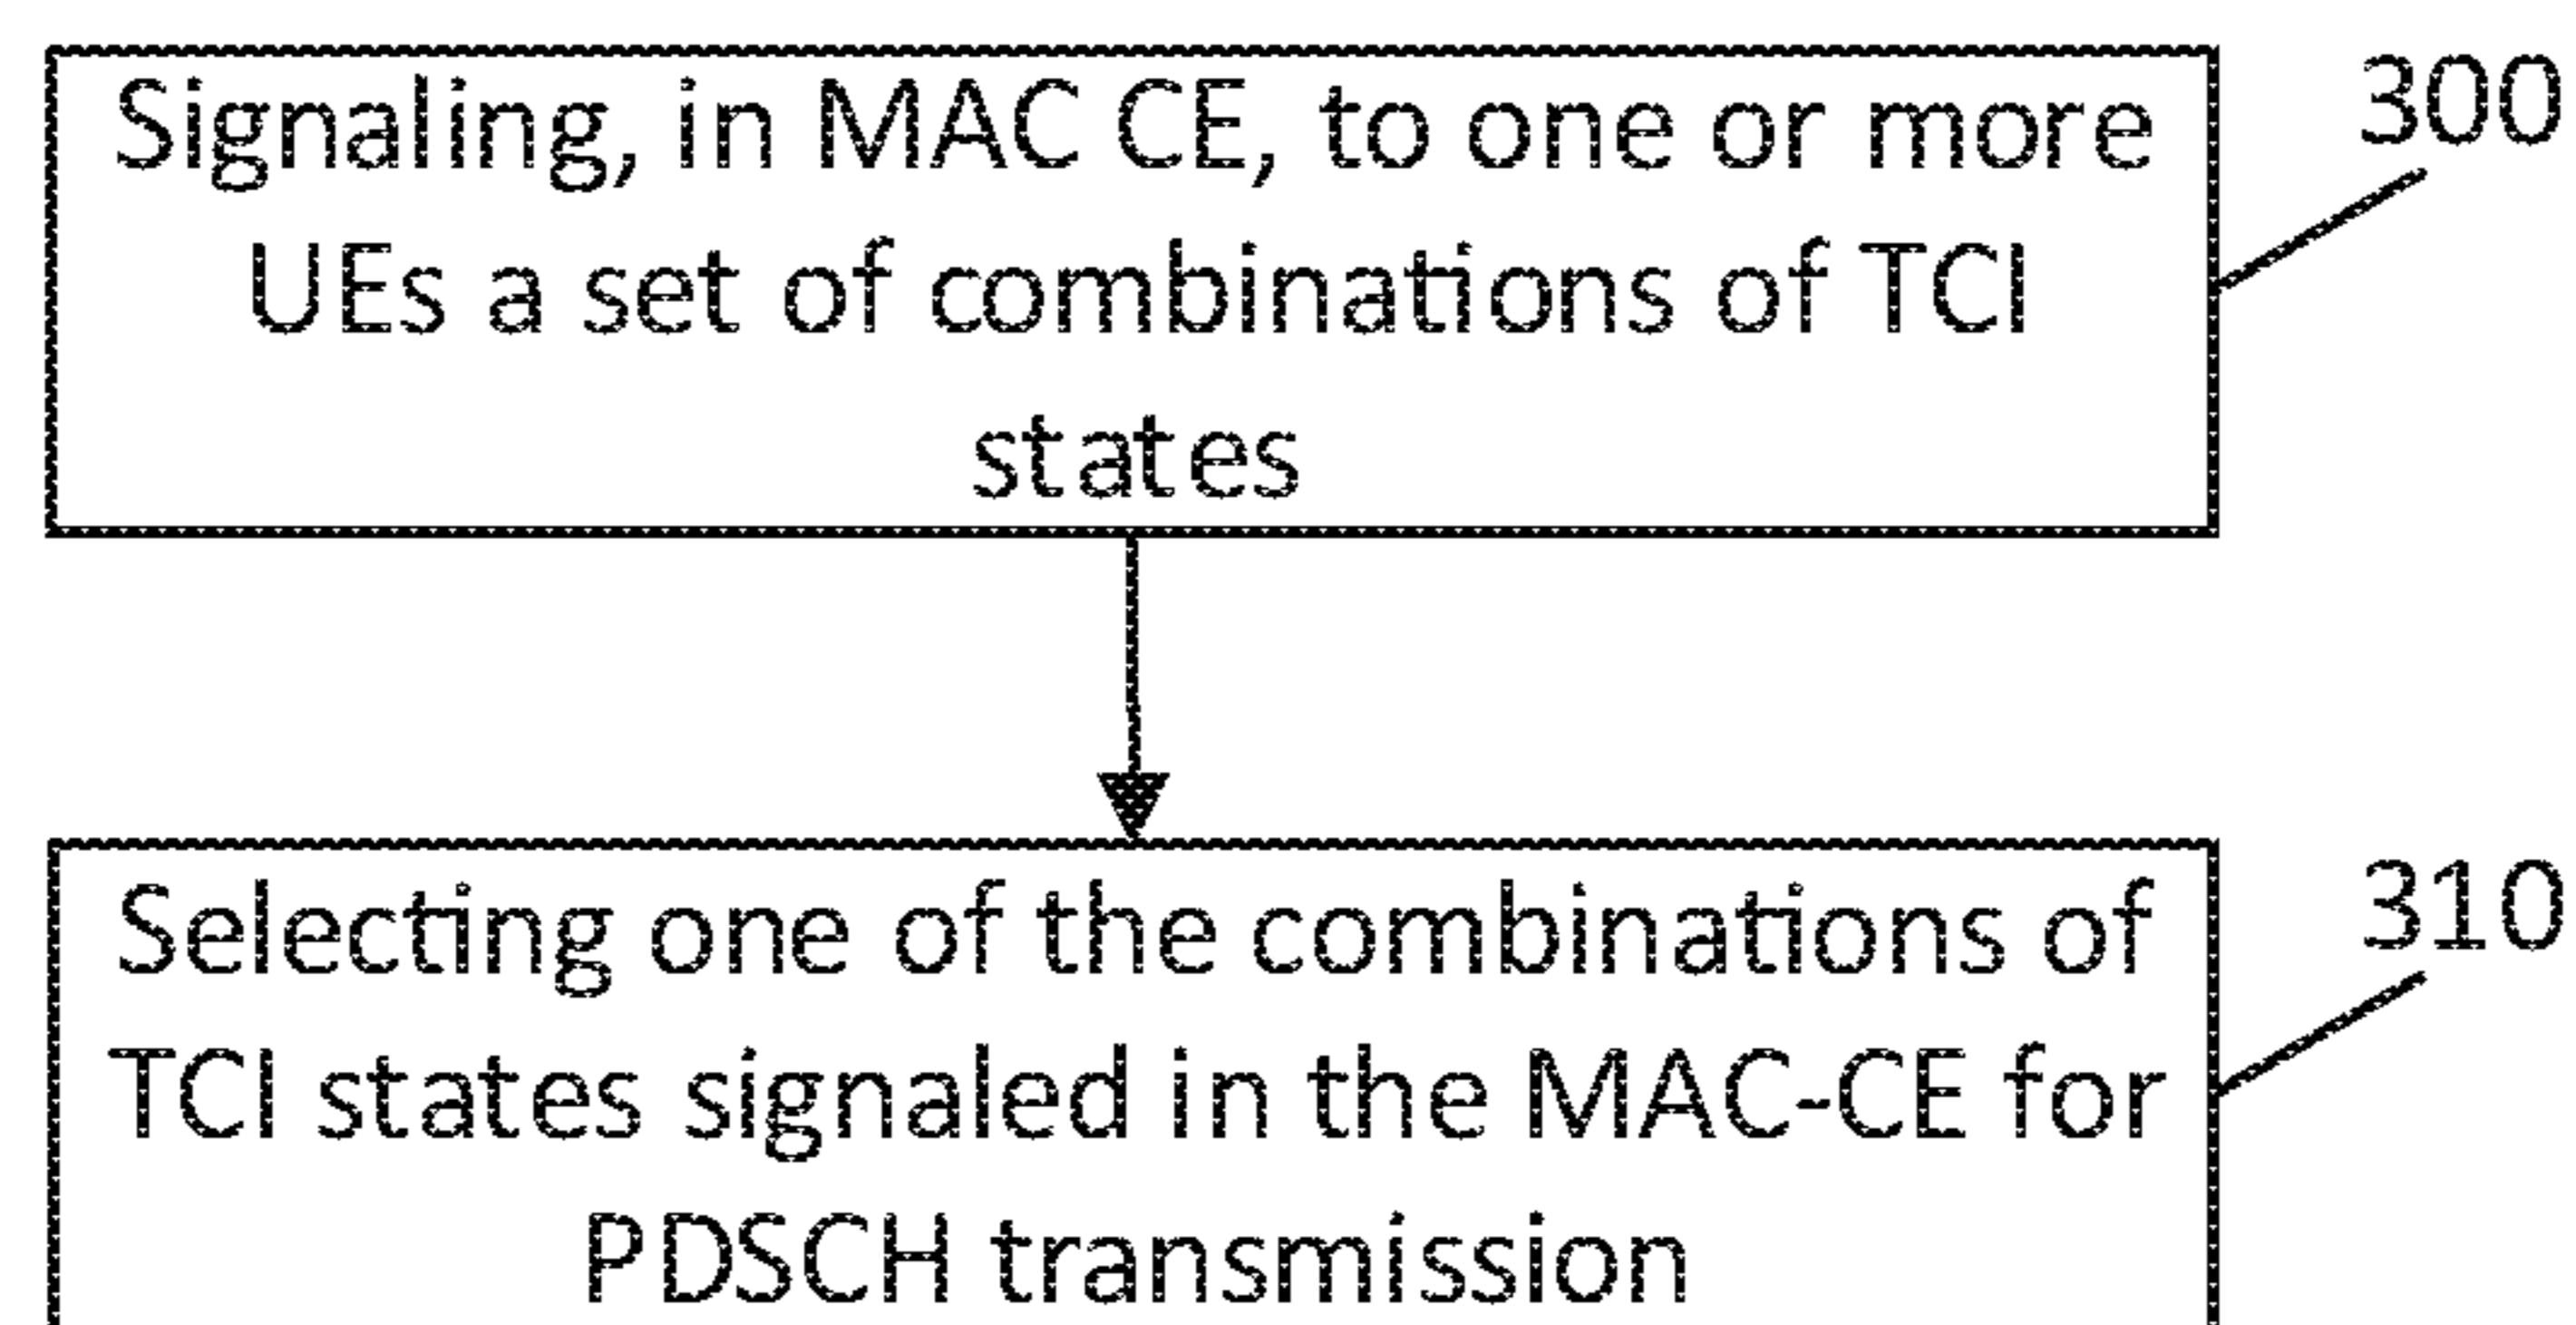 Signaling, in MAC CE, to one or more
UEs a set of combinations of TCI
states
300
Selecting one of the combinations of
TCI states signaled in the MAC-CE for
PDSCH transmission
310